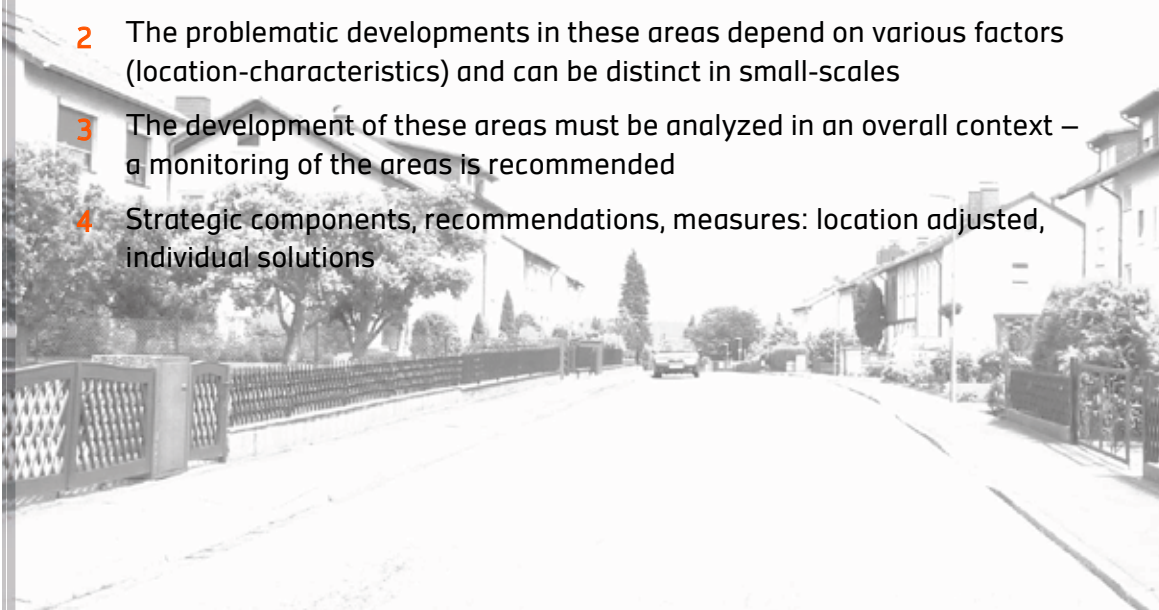 2 The problematic developments in these areas depend on various factors
(location-characteristics) and can be distinct in small-scales
3 The development of these areas must be analyzed in an overall context –
a monitoring of the areas is recommended
4 Strategic components, recommendations, measures: location adjusted,
individual solutions